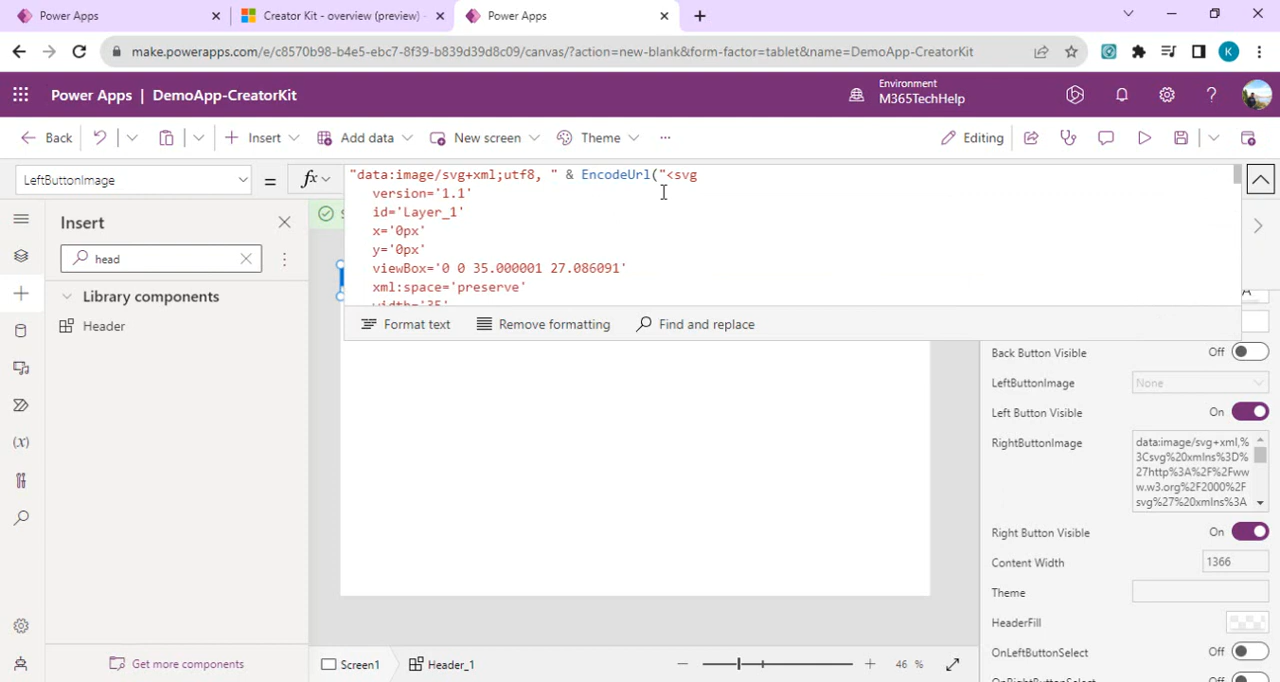 Power Apps
Creator Kit - overview (preview) -
Power Apps
make.powerapps.com/e/c8570b98-b4e5-ebc7-8f39-b839d39d8c09/canvas/?action=new-blank&form-factor=tablet&name=DemoApp-CreatorKit
K
Power Apps | DemoApp-CreatorKit
Environment
M365TechHelp
Back
Insert
Add data
New screen
Theme
Editing
LeftButtonImage
=
fx
"data:image/svg+xml;utf8, " & EncodeUrl("<svg
version='1.1'
id='Layer_1'
x='0px'
y='0px'
viewBox='0 0 35.000001 27.086091'
xml:space='preserve'
width='35'
Format text
Remove formatting
Find and replace
Insert
head
Library components
Header
Get more components
Back Button Visible
Off
LeftButtonImage
None
Left Button Visible
On
RightButtonImage
data:image/svg+xml,%
3Csvg%20xmlns%3D%
27http%3A%2F%2Fww
w.w3.org%2F2000%2F
svg%27%20xmlns%3A
Right Button Visible
On
Content Width
1366
Theme
HeaderFill
OnLeftButtonSelect
Off
OnRightButtonSelect
Screen1
Header_1
46 %